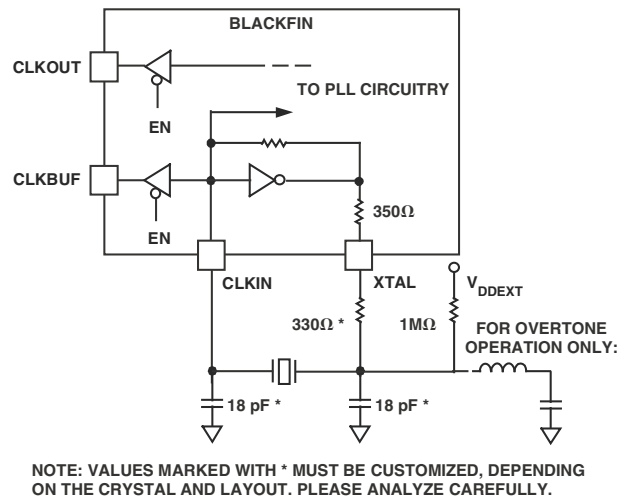 BLACKFIN
CLKOUT
TO PLL CIRCUITRY
EN
CLKBUF
350Ω
EN
CLKIN
XTAL
VDDEXT
330Ω *
1MΩ
FOR OVERTONE
OPERATION ONLY:
18 pF *
18 pF *
NOTE: VALUES MARKED WITH * MUST BE CUSTOMIZED, DEPENDING
ON THE CRYSTAL AND LAYOUT. PLEASE ANALYZE CAREFULLY.